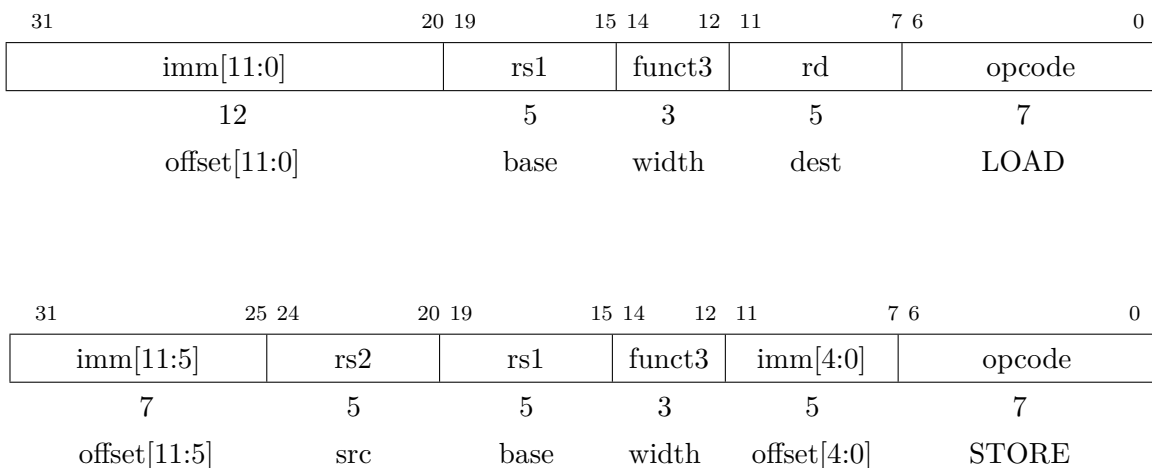 31 20 19 15 14 12 11 7 6 0
imm[11:0] rs1 funct3 rd opcode
12 5 3 5 7
offset[11:0] base width dest LOAD
31 25 24 20 19 15 14 12 11 7 6 0
imm[11:5] rs2 rs1 funct3 imm[4:0] opcode
7 5 5 3 5 7
offset[11:5] src base width offset[4:0] STORE